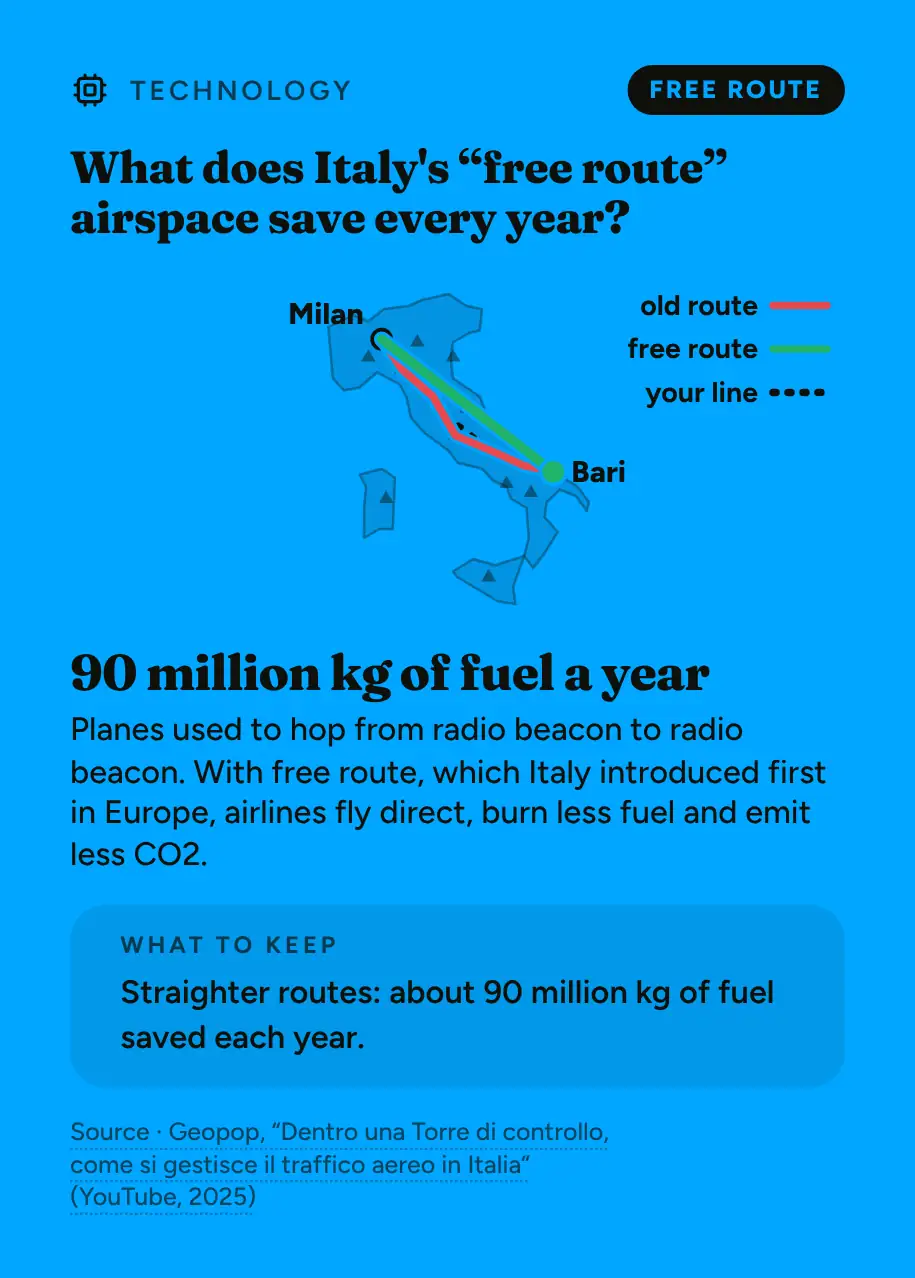 TECHNOLOGY
FREE ROUTE
What does Italy's “free route”
airspace save every year?
Milan
old route
free route
your line
Bari
90 million kg of fuel a year
Planes used to hop from radio beacon to radio
beacon. With free route, which Italy introduced first
in Europe, airlines fly direct, burn less fuel and emit
less CO2.
WHAT TO KEEP
Straighter routes: about 90 million kg of fuel
saved each year.
Source · Geopop, “Dentro una Torre di controllo,
come si gestisce il traffico aereo in Italia”
(YouTube, 2025)